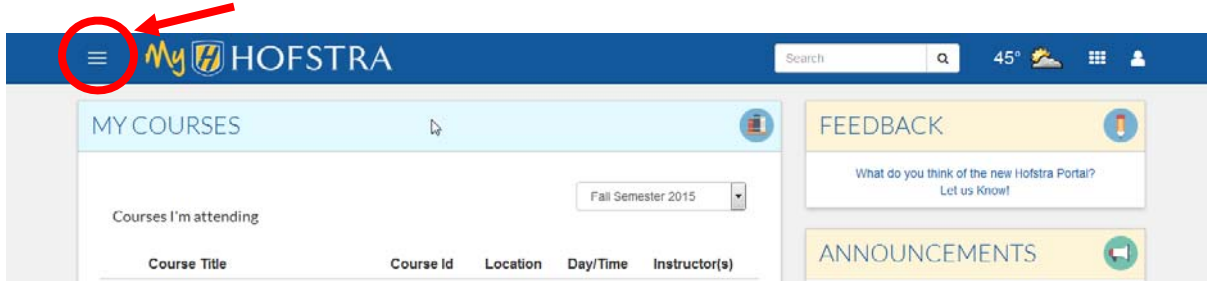 My H HOFSTRA
Search
45°
MY COURSES
Fall Semester 2015
Courses I'm attending
Course Title Course Id Location Day/Time Instructor(s)
FEEDBACK
What do you think of the new Hofstra Portal?
Let us Know!
ANNOUNCEMENTS